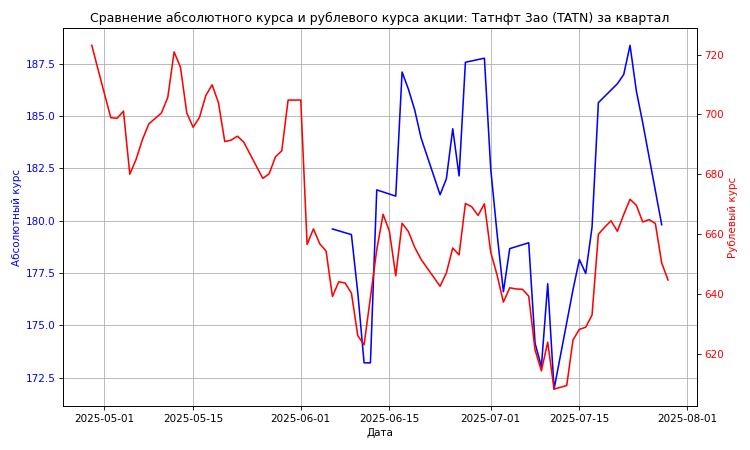 Сравнение абсолютного курса и рублевого курса акции: Татнфт 3ао (TATN) за квартал
187.5
185.0
182.5
180.0
177.5
175.0
172.5
Абсолютный курс
720
700
680
660
640
620
Рублевый курс
2025-05-01 2025-05-15 2025-06-01 2025-06-15 2025-07-01 2025-07-15 2025-08-01
Дата